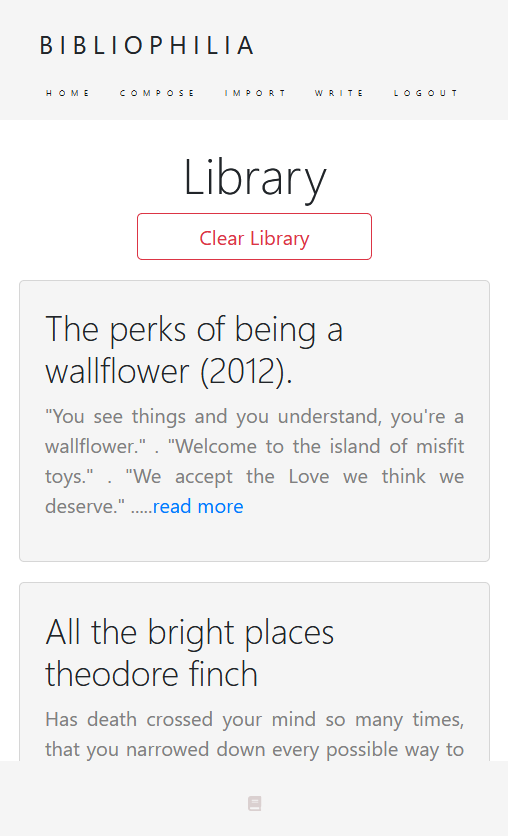 BIBLIOPHILIA
HOME COMPOSE IMPORT WRITE LOGOUT
Library
Clear Library
The perks of being a
wallflower (2012).
"You see things and you understand, you're a
wallflower." . "Welcome to the island of misfit
toys." . "We accept the Love we think we
deserve." .....read more
All the bright places
theodore finch
Has death crossed your mind so many times,
that you narrowed down every possible way to